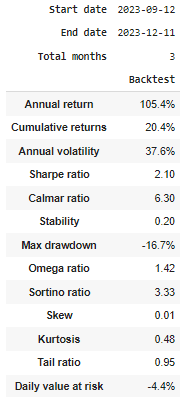 Start date 2023-09-12
End date 2023-12-11
Total months 3
Backtest
Annual return 105.4%
Cumulative returns 20.4%
Annual volatility 37.6%
Sharpe ratio 2.10
Calmar ratio 6.30
Stability 0.20
Max drawdown -16.7%
Omega ratio 1.42
Sortino ratio 3.33
Skew 0.01
Kurtosis 0.48
Tail ratio 0.95
Daily value at risk -4.4%